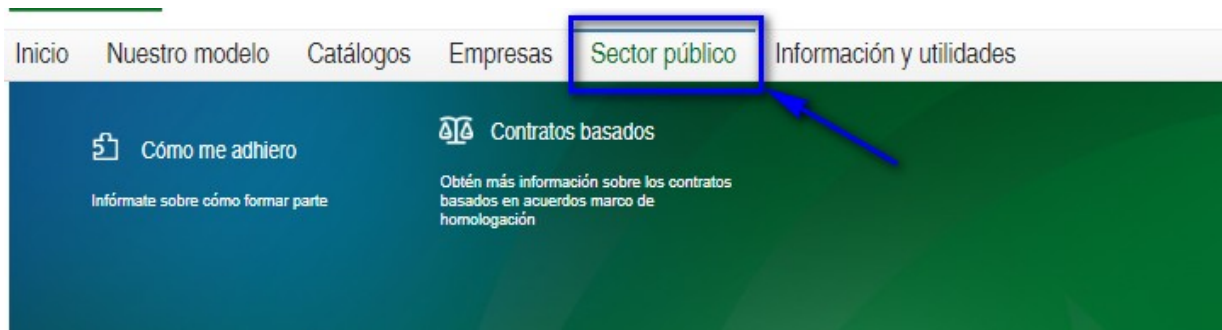 Inicio Nuestro modelo Catálogos Empresas Sector público Información y utilidades
Cómo me adhiero
Infórmate sobre cómo formar parte
Contratos basados
Obtén más información sobre los contratos
basados en acuerdos marco de
homologación